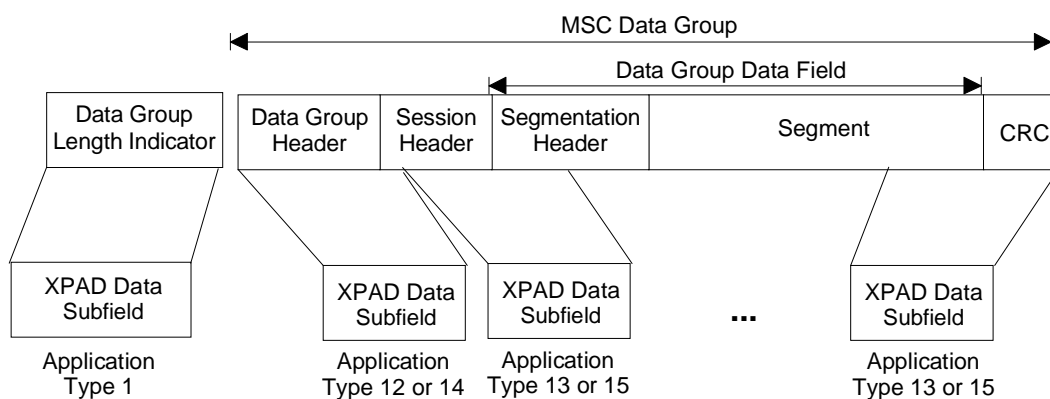 MSC Data Group
Data Group Data Field
Data Group
Length Indicator
Data Group
Header
Session
Header
Segmentation
Header
Segment
CRC
XPAD Data
Subfield
XPAD Data
Subfield
XPAD Data
Subfield
...
XPAD Data
Subfield
Application
Type 1
Application
Type 12 or 14
Application
Type 13 or 15
Application
Type 13 or 15